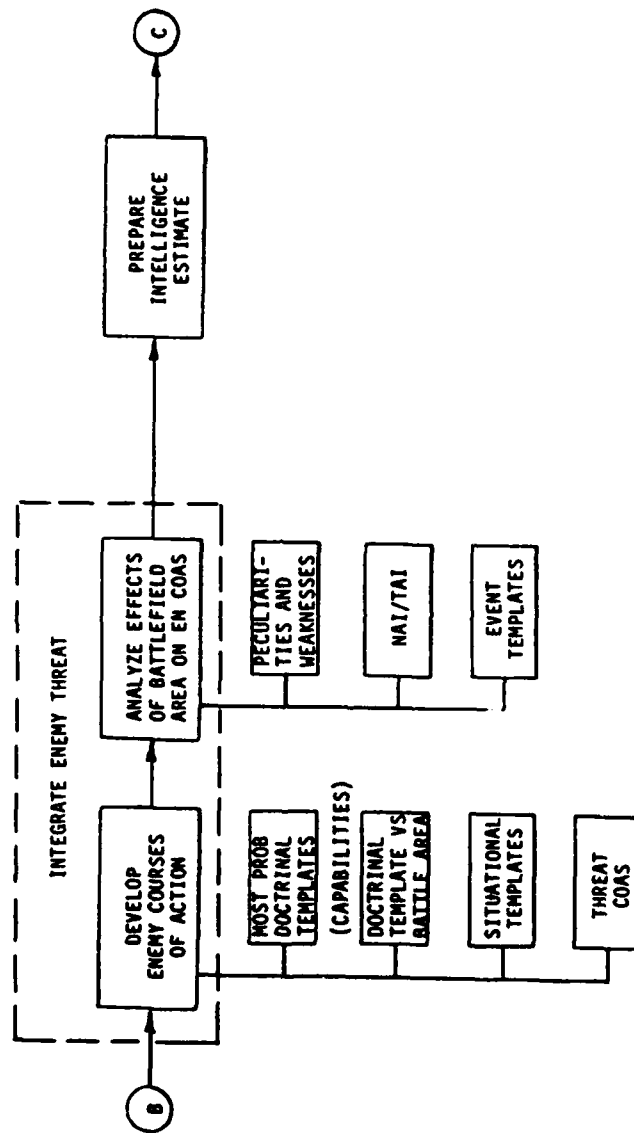 INTEGRATE ENEMY THREAT
B
DEVELOP
ENEMY COURSES
OF ACTION
ANALYZE EFFECTS
OF BATTLEFIELD
AREA ON EN COAS
PREPARE
INTELLIGENCE
ESTIMATE
C
MOST PROB
DOCTRINAL
TEMPLATES
(CAPABILITIES)
DOCTRINAL
TEMPLATE VS
BATTLE AREA
SITUATIONAL
TEMPLATES
THREAT
COAS
PECULTARI-
TIES AND
WEAKNESSES
NAI/TAI
EVENT
TEMPLATES